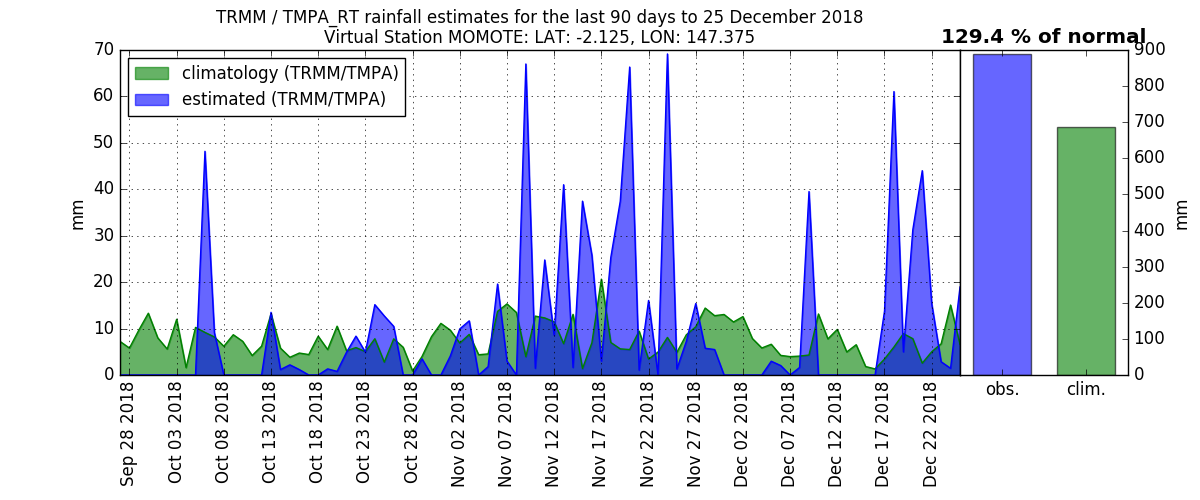 TRMM / TMPA_RT rainfall estimates for the last 90 days to 25 December 2018
Virtual Station MOMOTE: LAT: -2.125, LON: 147.375
129.4 % of normal
climatology (TRMM/TMPA)
estimated (TRMM/TMPA)
mm
70
60
50
40
30
20
10
0
Sep 28 2018
Oct 03 2018
Oct 08 2018
Oct 13 2018
Oct 18 2018
Oct 23 2018
Oct 28 2018
Nov 02 2018
Nov 07 2018
Nov 12 2018
Nov 17 2018
Nov 22 2018
Nov 27 2018
Dec 02 2018
Dec 07 2018
Dec 12 2018
Dec 17 2018
Dec 22 2018
obs.
clim.
900
800
700
600
500
400
300
200
100
0
mm